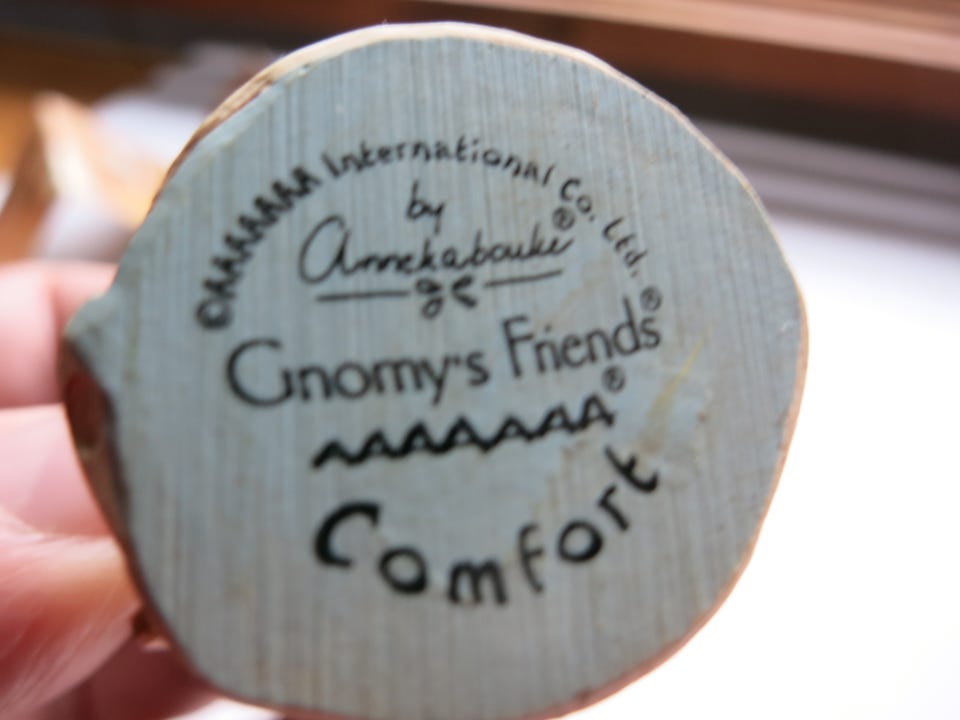 ©AAAAAAA International Co. Ltd.
by
Annekabouke®
Gnomy's Friends®
AAAAAAA®
Comfort